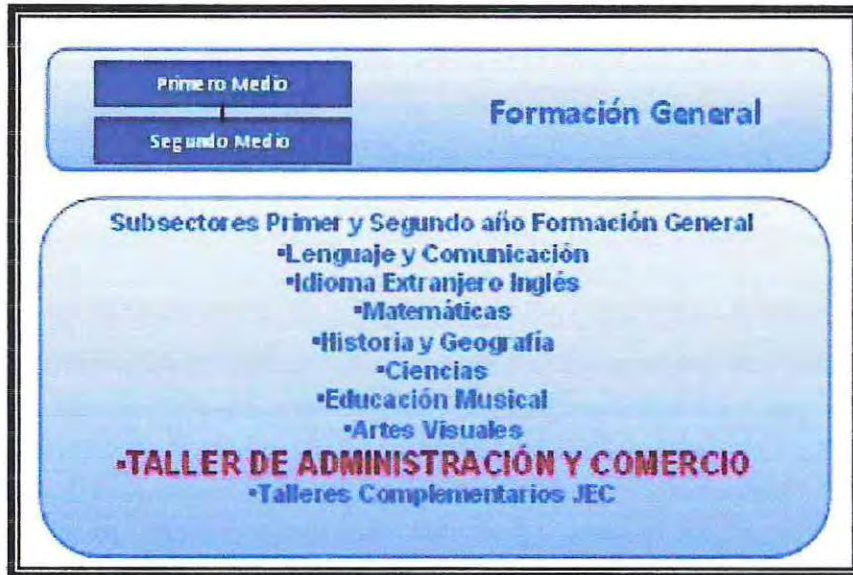 Primero Medio
Segundo Medio
Formación General
Subsectores Primer y Segundo año Formación General
▪Lenguaje y Comunicación
▪Idioma Extranjero Inglés
▪Matemáticas
▪Historia y Geografía
▪Ciencias
▪Educación Musical
▪Artes Visuales
▪TALLER DE ADMINISTRACIÓN Y COMERCIO
▪Talleres Complementarios JEC